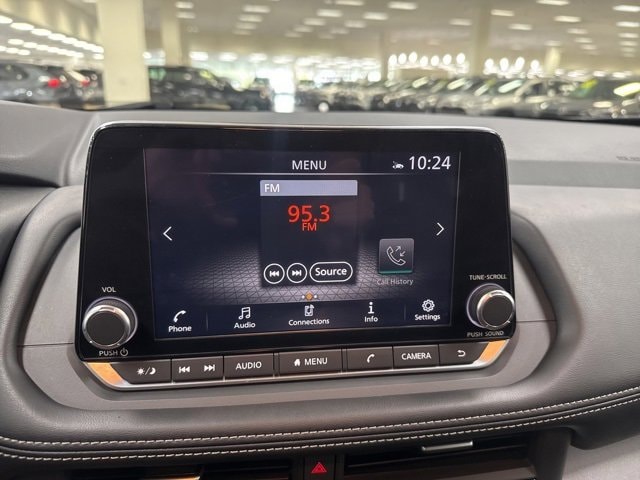 MENU 10:24
FM
95.3
FM
Source
Call History
Phone Audio Connections Info Settings
VOL
PUSH
TUNE·SCROLL
PUSH SOUND
AUDIO MENU CAMERA